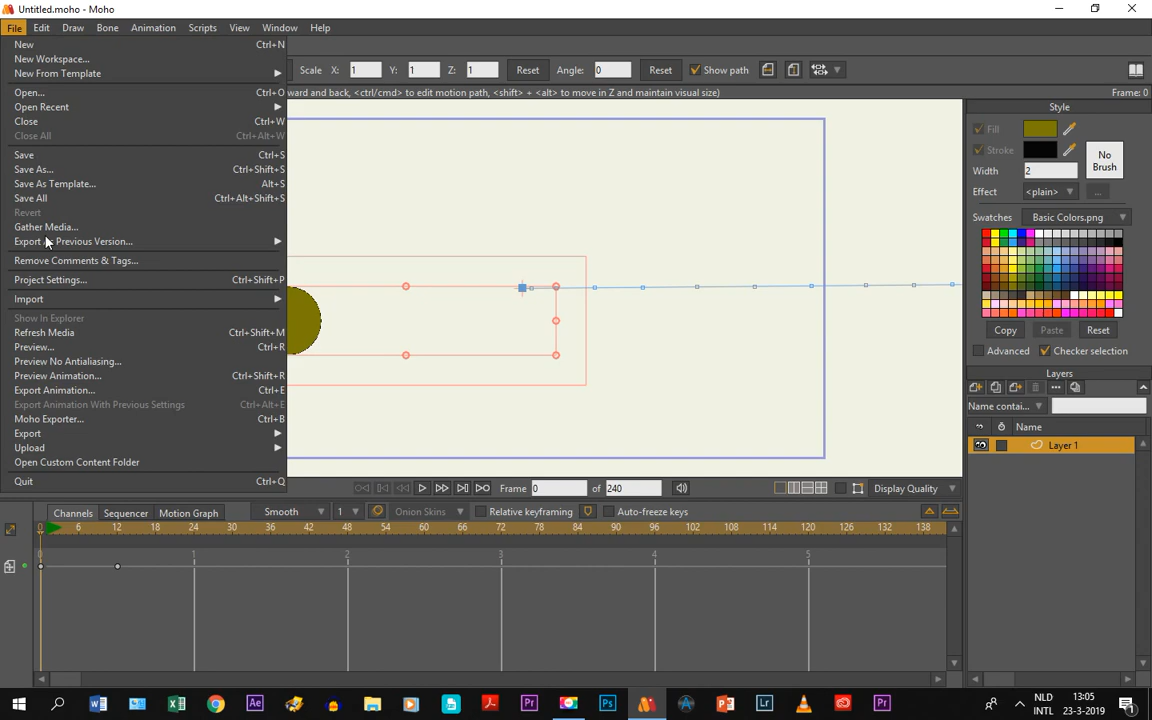 Untitled.moho - Moho
File Edit Draw Bone Animation Scripts View Window Help
New Ctrl+N
New Workspace...
New From Template
Open... Ctrl+O
Open Recent
Close Ctrl+W
Close All Ctrl+Alt+W
Save Ctrl+S
Save As... Ctrl+Shift+S
Save As Template... Alt+S
Save All Ctrl+Alt+Shift+S
Revert
Gather Media...
Export As Previous Version...
Remove Comments & Tags...
Project Settings... Ctrl+Shift+P
Import
Show In Explorer
Refresh Media Ctrl+Shift+M
Preview... Ctrl+R
Preview No Antialiasing...
Preview Animation... Ctrl+Shift+R
Export Animation... Ctrl+E
Export Animation With Previous Settings Ctrl+Alt+E
Moho Exporter... Ctrl+B
Export
Upload
Open Custom Content Folder
Quit Ctrl+Q
Scale X: 1 Y: 1 Z: 1 Reset Angle: 0 Reset Show path
ward and back, <ctrl/cmd> to edit motion path, <shift> + <alt> to move in Z and maintain visual size) Frame: 0
Style
Fill
Stroke
No Brush
Width 2
Effect <plain> ...
Swatches Basic Colors.png
Copy Paste Reset
Advanced Checker selection
Layers
Name contai...
Name
Layer 1
Frame 0 of 240 Display Quality
Channels Sequencer Motion Graph Smooth 1 Onion Skins Relative keyframing Auto-freeze keys
0 6 12 18 24 30 36 42 48 54 60 66 72 78 84 90 96 102 108 114 120 126 132 138
0 1 2 3 4 5
NLD 13:05
INTL 23-3-2019